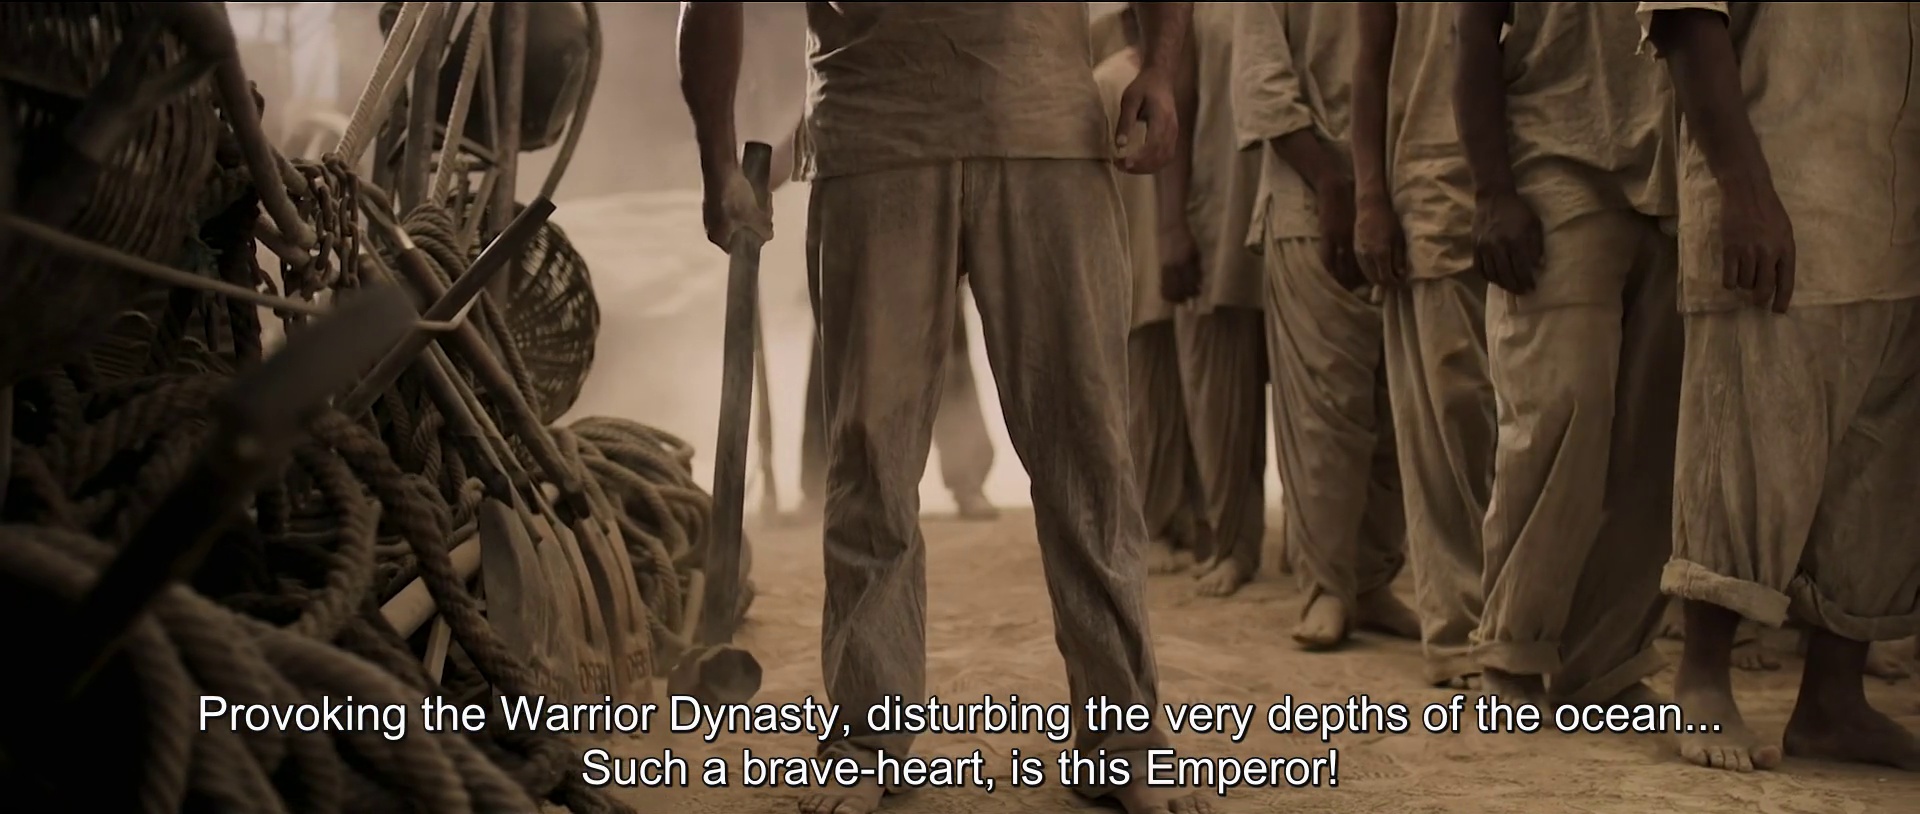 Provoking the Warrior Dynasty, disturbing the very depths of the ocean...
Such a brave-heart, is this Emperor!